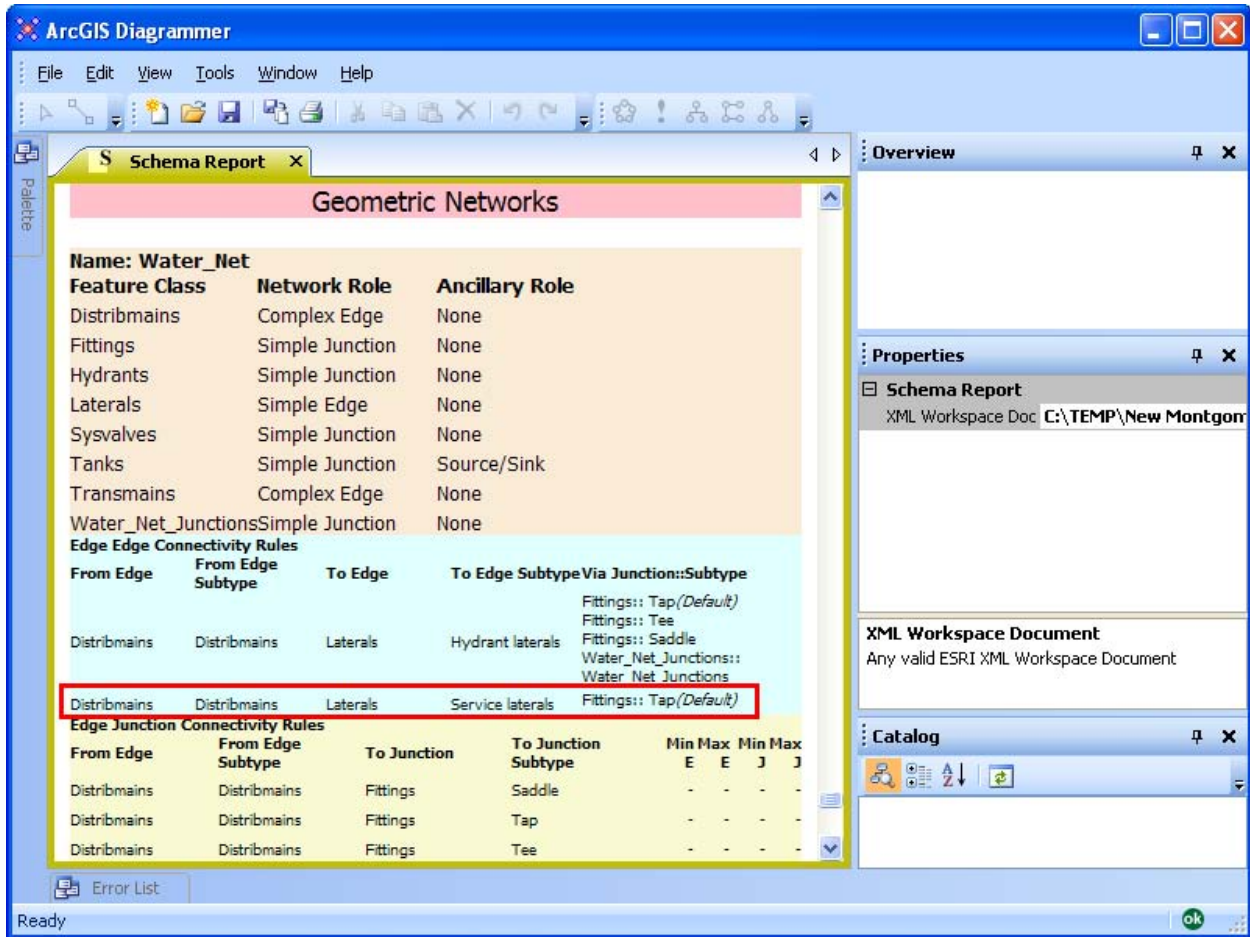 ArcGIS Diagrammer
File Edit View Tools Window Help
Palette
S Schema Report X
Geometric Networks
Name: Water_Net
Feature Class Network Role Ancillary Role
Distribmains Complex Edge None
Fittings Simple Junction None
Hydrants Simple Junction None
Laterals Simple Edge None
Sysvalves Simple Junction None
Tanks Simple Junction Source/Sink
Transmains Complex Edge None
Water_Net_Junctions Simple Junction None
Edge Edge Connectivity Rules
From Edge From Edge Subtype To Edge To Edge Subtype Via Junction::Subtype
Fittings:: Tap(Default)
Fittings:: Tee
Distribmains Distribmains Laterals Hydrant laterals Fittings:: Saddle
Water_Net_Junctions::
Water_Net_Junctions
Distribmains Distribmains Laterals Service laterals Fittings:: Tap(Default)
Edge Junction Connectivity Rules
From Edge From Edge Subtype To Junction To Junction Subtype Min E Max E Min J Max J
Distribmains Distribmains Fittings Saddle - - - -
Distribmains Distribmains Fittings Tap - - - -
Distribmains Distribmains Fittings Tee - - - -
Overview
Properties
Schema Report
XML Workspace Doc C:\TEMP\New Montgom
XML Workspace Document
Any valid ESRI XML Workspace Document
Catalog
Error List
Ready
ok